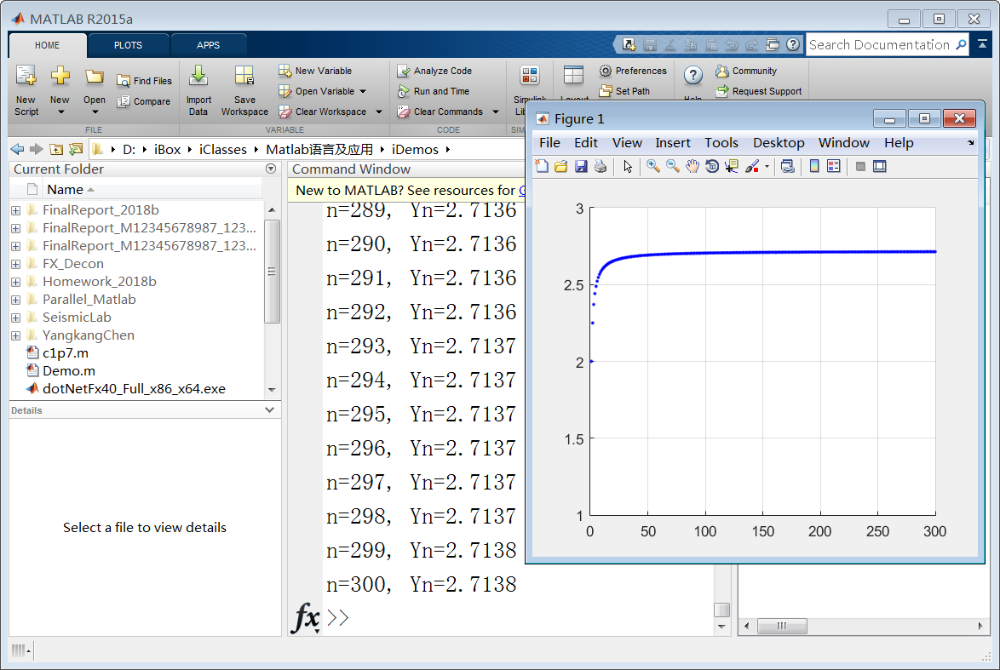 MATLAB R2015a
HOME PLOTS APPS
Search Documentation
New Script
New
Open
Find Files
Compare
FILE
Import Data
Save Workspace
New Variable
Open Variable
Clear Workspace
VARIABLE
Analyze Code
Run and Time
Clear Commands
CODE
Preferences
Set Path
Community
Request Support
D: iBox iClasses Matlab语言及应用 iDemos
Current Folder
Name
FinalReport_2018b
FinalReport_M12345678987_123...
FinalReport_M12345678987_123...
FX_Decon
Homework_2018b
Parallel_Matlab
SeismicLab
YangkangChen
c1p7.m
Demo.m
dotNetFx40_Full_x86_x64.exe
Details
Select a file to view details
Command Window
New to MATLAB? See resources for
n=289, Yn=2.7136
n=290, Yn=2.7136
n=291, Yn=2.7136
n=292, Yn=2.7136
n=293, Yn=2.7137
n=294, Yn=2.7137
n=295, Yn=2.7137
n=296, Yn=2.7137
n=297, Yn=2.7137
n=298, Yn=2.7137
n=299, Yn=2.7138
n=300, Yn=2.7138
fx >>
Figure 1
File Edit View Insert Tools Desktop Window Help
3
2.5
2
1.5
1
0 50 100 150 200 250 300